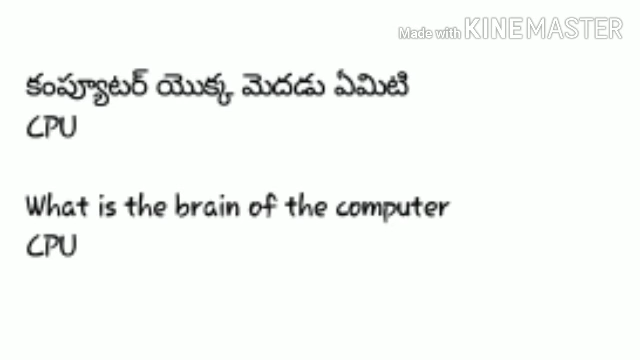 Made with KINEMASTER
కంప్యూటర్ యొక్క మెదడు ఏమిటి
CPU
What is the brain of the computer
CPU